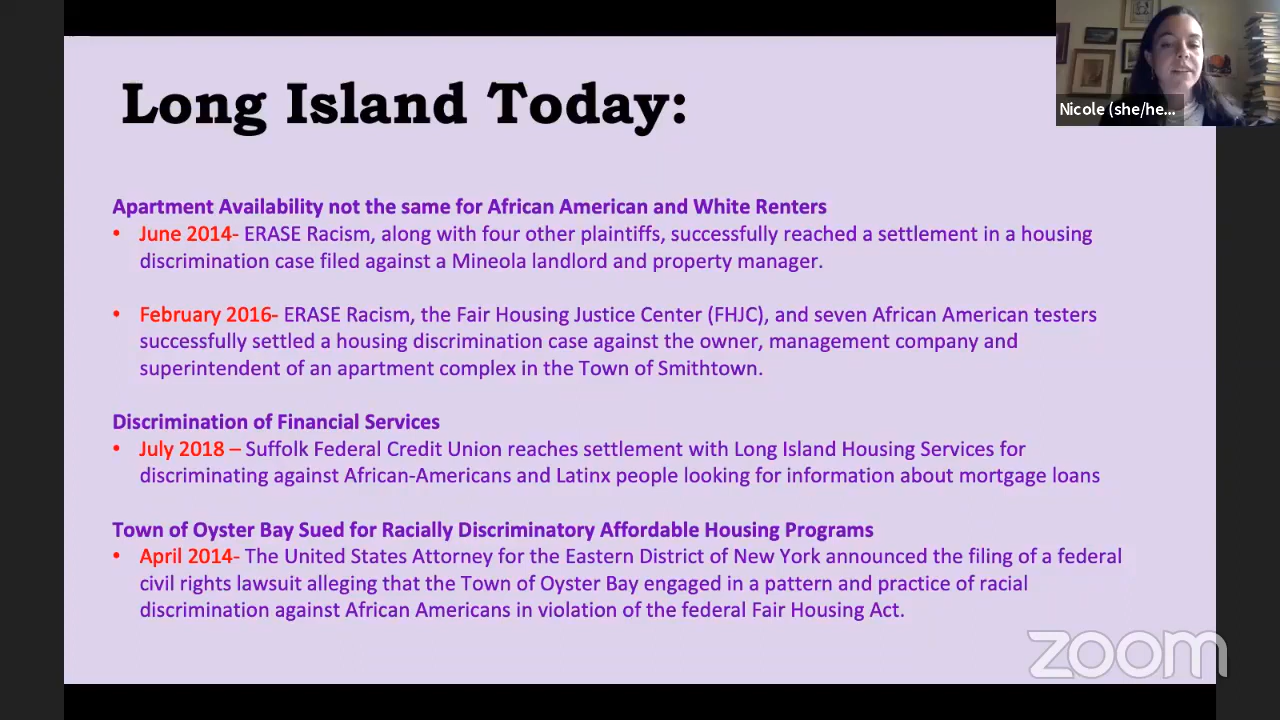 Long Island Today:
Nicole (she/he...
Apartment Availability not the same for African American and White Renters
• June 2014- ERASE Racism, along with four other plaintiffs, successfully reached a settlement in a housing
discrimination case filed against a Mineola landlord and property manager.
• February 2016- ERASE Racism, the Fair Housing Justice Center (FHJC), and seven African American testers
successfully settled a housing discrimination case against the owner, management company and
superintendent of an apartment complex in the Town of Smithtown.
Discrimination of Financial Services
• July 2018 – Suffolk Federal Credit Union reaches settlement with Long Island Housing Services for
discriminating against African-Americans and Latinx people looking for information about mortgage loans
Town of Oyster Bay Sued for Racially Discriminatory Affordable Housing Programs
• April 2014- The United States Attorney for the Eastern District of New York announced the filing of a federal
civil rights lawsuit alleging that the Town of Oyster Bay engaged in a pattern and practice of racial
discrimination against African Americans in violation of the federal Fair Housing Act.
zoom